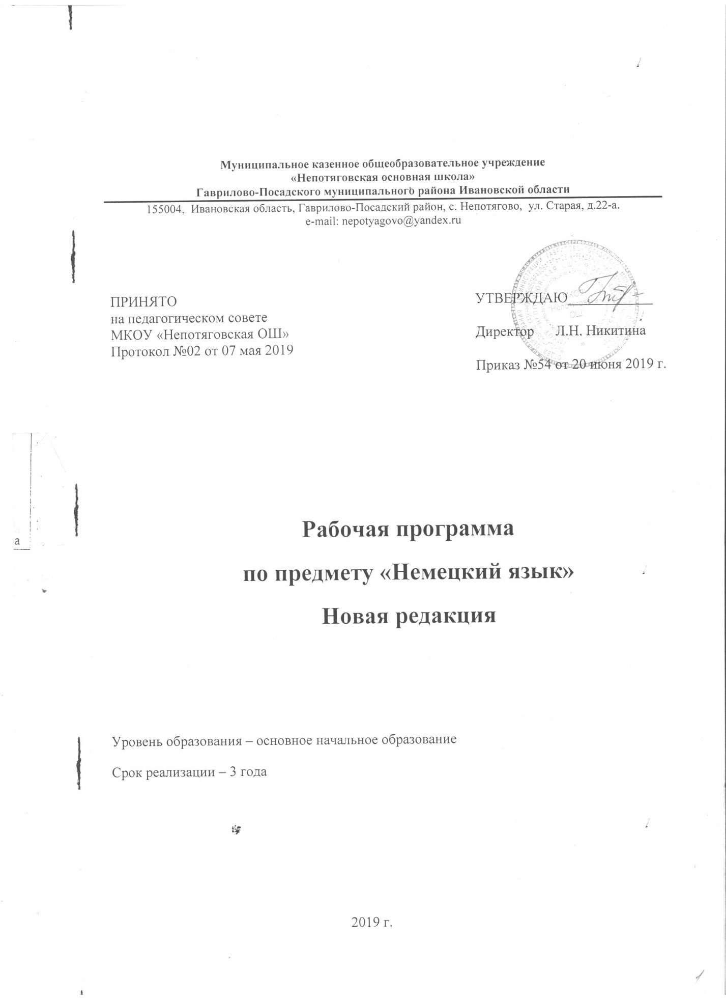 Муниципальное казенное общеобразовательное учреждение
«Непотяговская основная школа»
Гаврилово-Посадского муниципального района Ивановской области
155004, Ивановская область, Гаврилово-Посадский район, с. Непотягово, ул. Старая, д.22-а.
e-mail: nepotyagovo@yandex.ru
ПРИНЯТО
на педагогическом совете
МКОУ «Непотяговская ОШ»
Протокол №02 от 07 мая 2019
УТВЕРЖДАЮ
Директор Л.Н. Никитина
Приказ №54 от 20 июня 2019 г.
а
Рабочая программа
по предмету «Немецкий язык»
Новая редакция
Уровень образования – основное начальное образование
Срок реализации – 3 года
2019 г.